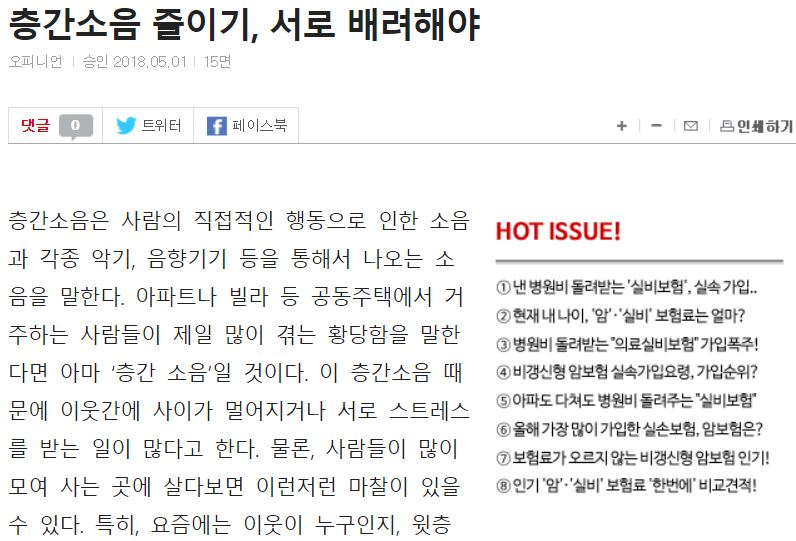 층간소음 줄이기, 서로 배려해야
오피니언 | 승인 2018.05.01 | 15면
댓글 0 트위터 페이스북 + - 인쇄하기
층간소음은 사람의 직접적인 행동으로 인한 소음
과 각종 악기, 음향기기 등을 통해서 나오는 소
음을 말한다. 아파트나 빌라 등 공동주택에서 거
주하는 사람들이 제일 많이 겪는 황당함을 말한
다면 아마 '층간 소음'일 것이다. 이 층간소음 때
문에 이웃간에 사이가 멀어지거나 서로 스트레스
를 받는 일이 많다고 한다. 물론, 사람들이 많이
모여 사는 곳에 살다보면 이런저런 마찰이 있을
수 있다. 특히, 요즘에는 이웃이 누구인지, 윗층
HOT ISSUE!
① 낸 병원비 돌려받는 '실비보험', 실속 가입..
② 현재 내 나이, '암'·'실비' 보험료는 얼마?
③ 병원비 돌려받는 "의료실비보험" 가입폭주!
④ 비갱신형 암보험 실속가입요령, 가입순위?
⑤ 아파도 다쳐도 병원비 돌려주는 "실비보험"
⑥ 올해 가장 많이 가입한 실손보험, 암보험은?
⑦ 보험료가 오르지 않는 비갱신형 암보험 인기!
⑧ 인기 '암'·'실비' 보험료 '한번에' 비교견적!